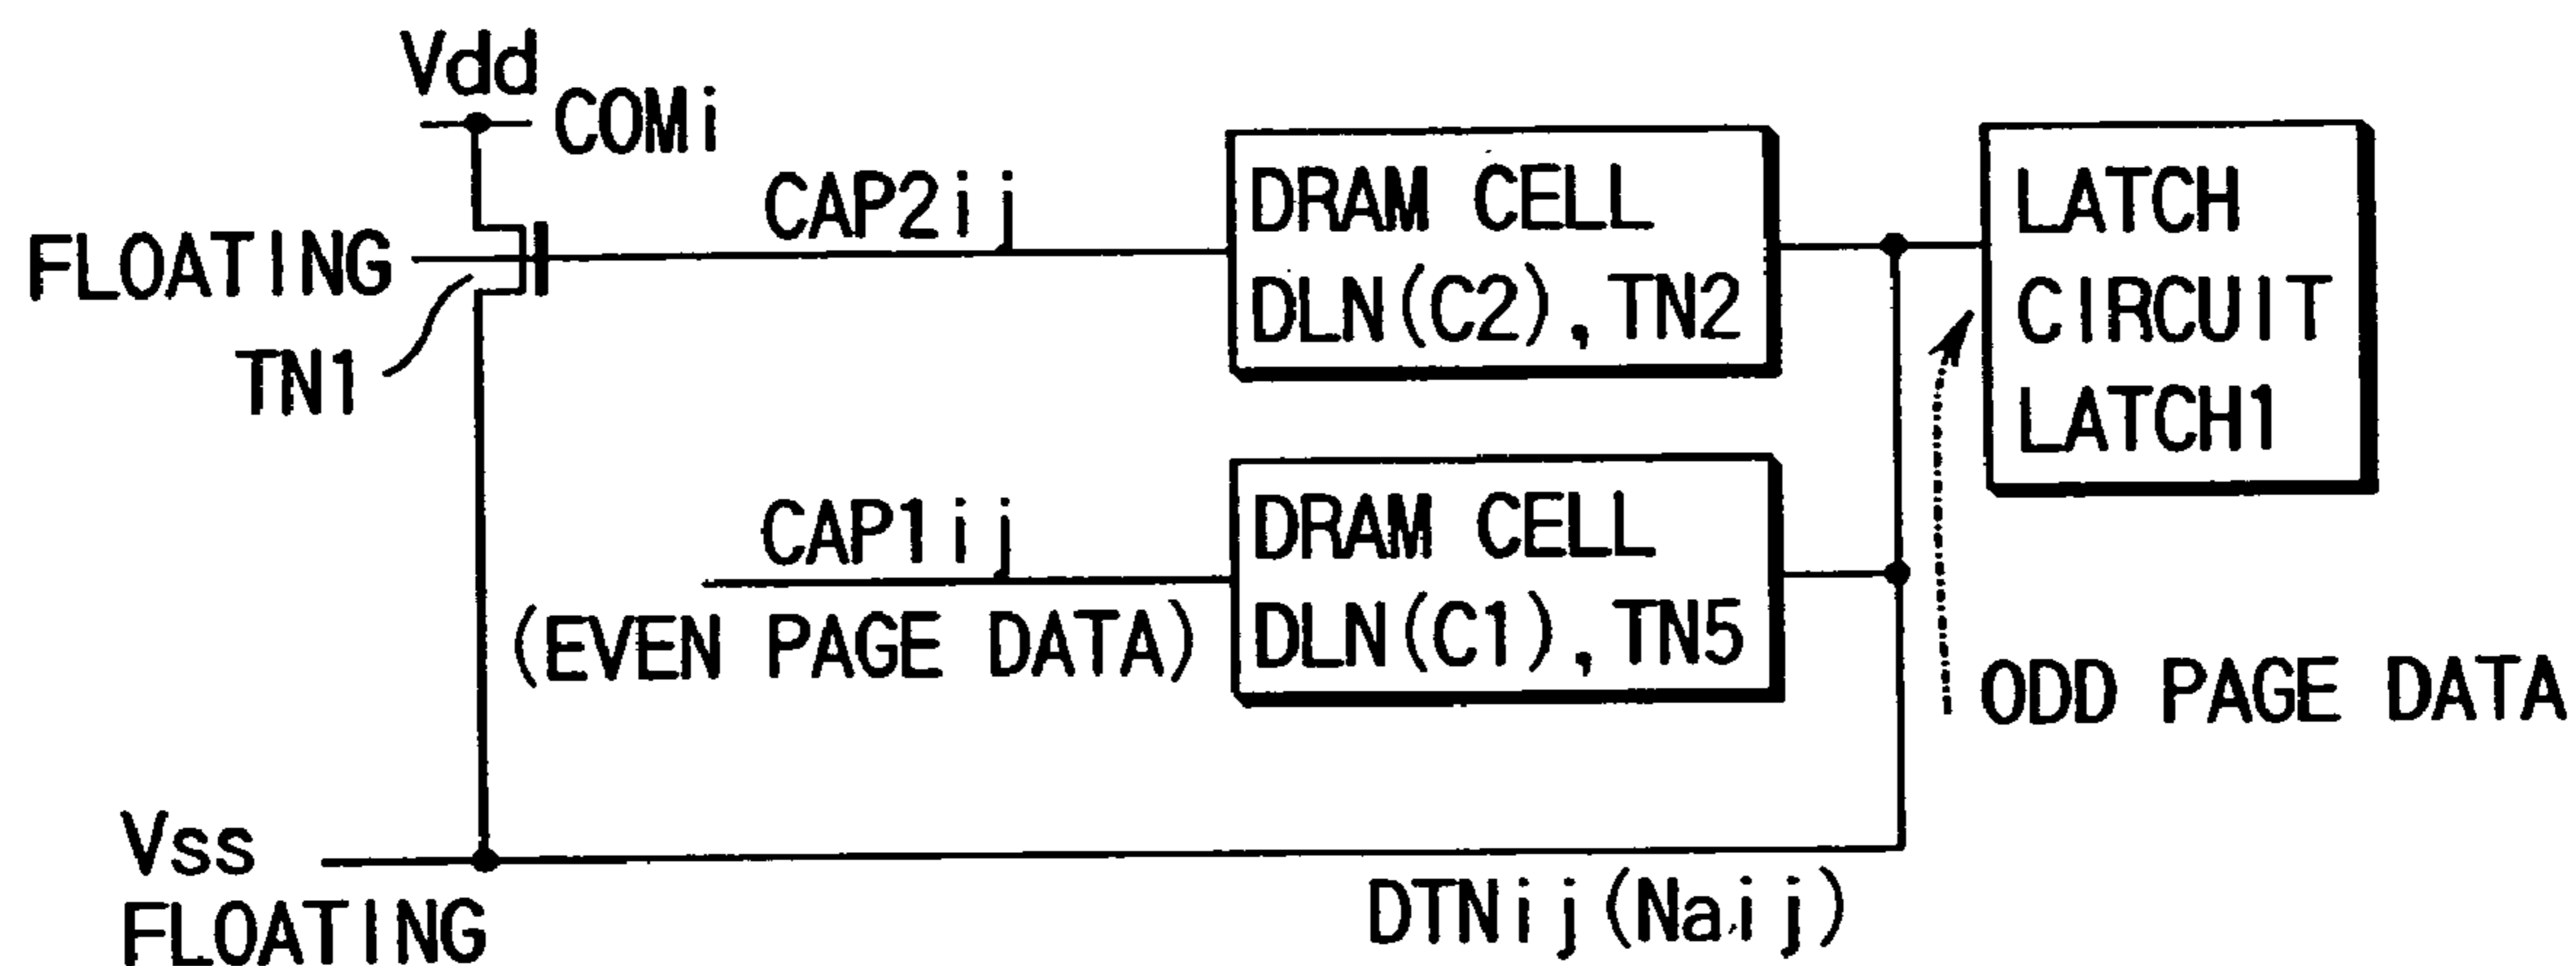 Vdd
COMi
FLOATING
TN1
CAP2ij
DRAM CELL
DLN(C2),TN2
LATCH
CIRCUIT
LATCH1
CAP1ij
(EVEN PAGE DATA)
DRAM CELL
DLN(C1),TN5
ODD PAGE DATA
Vss
FLOATING
DTNij(Naij)